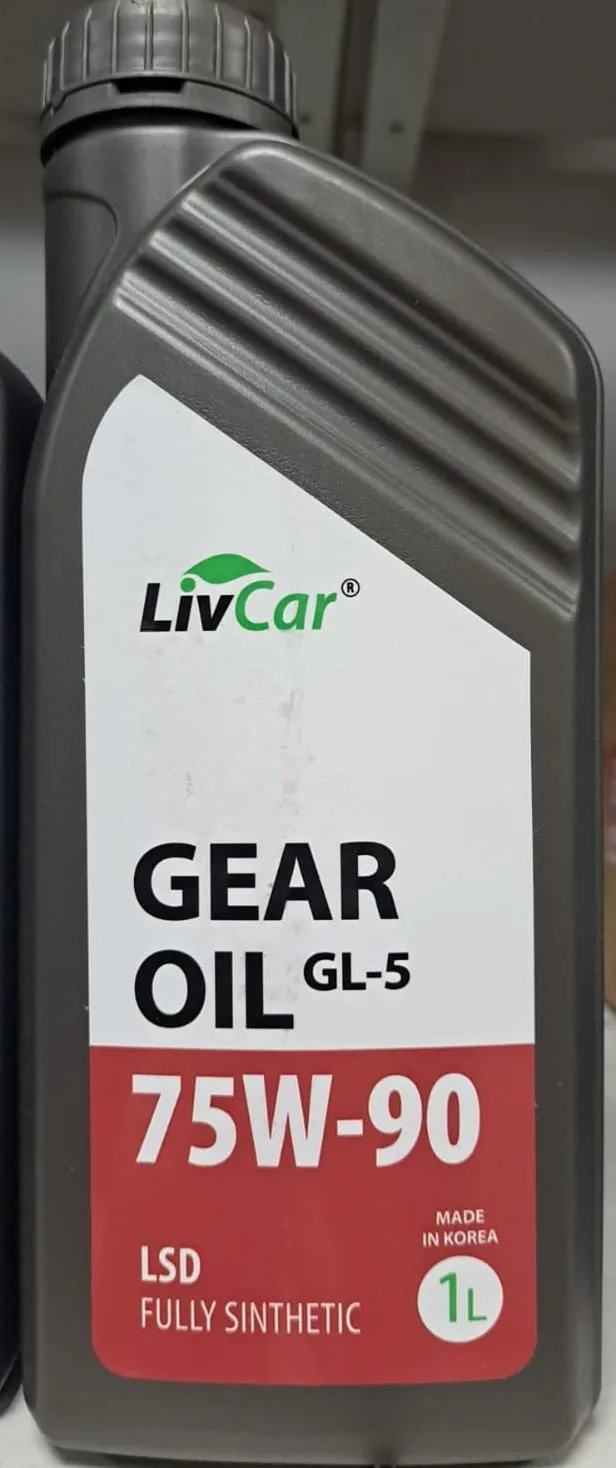 LivCar®
GEAR
OIL GL-5
75W-90
MADE
IN KOREA
LSD
1L
FULLY SINTHETIC